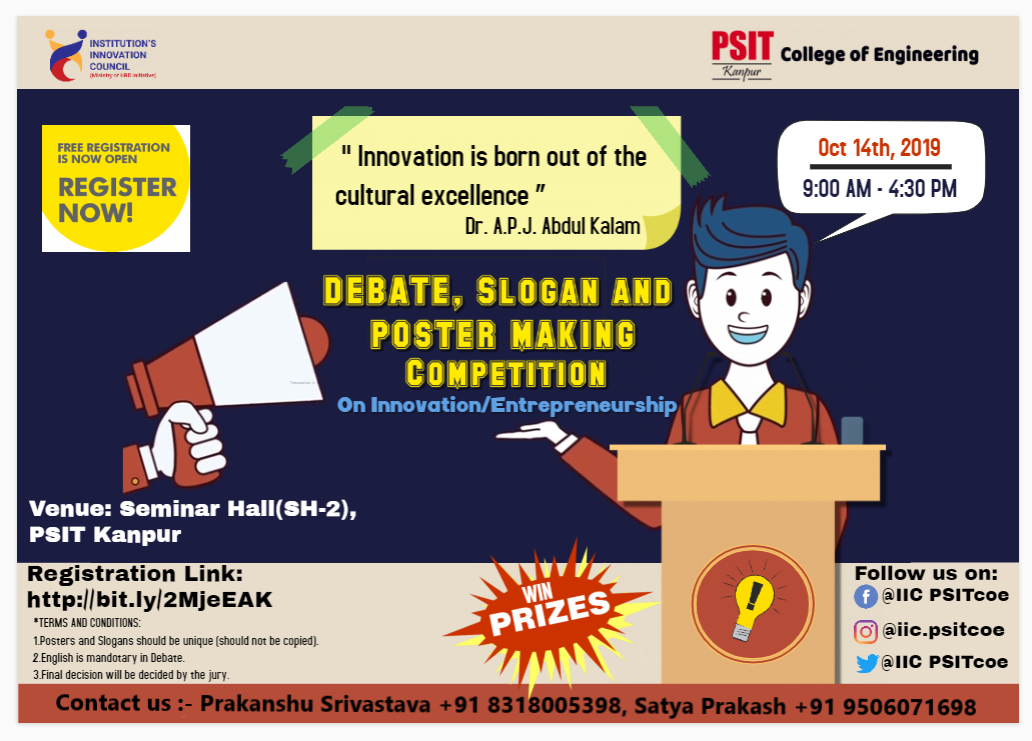 INSTITUTION'S
INNOVATION
COUNCIL
(Ministry of HRD Initiative)
PSIT
Kanpur
College of Engineering
FREE REGISTRATION
IS NOW OPEN
REGISTER
NOW!
" Innovation is born out of the
cultural excellence "
Dr. A.P.J. Abdul Kalam
Oct 14th, 2019
9:00 AM - 4:30 PM
DEBATE, SLOGAN AND
POSTER MAKING
COMPETITION
On Innovation/Entrepreneurship
Venue: Seminar Hall(SH-2),
PSIT Kanpur
Registration Link:
http://bit.ly/2MjeEAK
*TERMS AND CONDITIONS:
1.Posters and Slogans should be unique (should not be copied).
2.English is mandotary in Debate.
3.Final decision will be decided by the jury.
WIN
PRIZES
Follow us on:
@IIC PSITcoe
@iic.psitcoe
@IIC PSITcoe
Contact us :- Prakanshu Srivastava +91 8318005398, Satya Prakash +91 9506071698